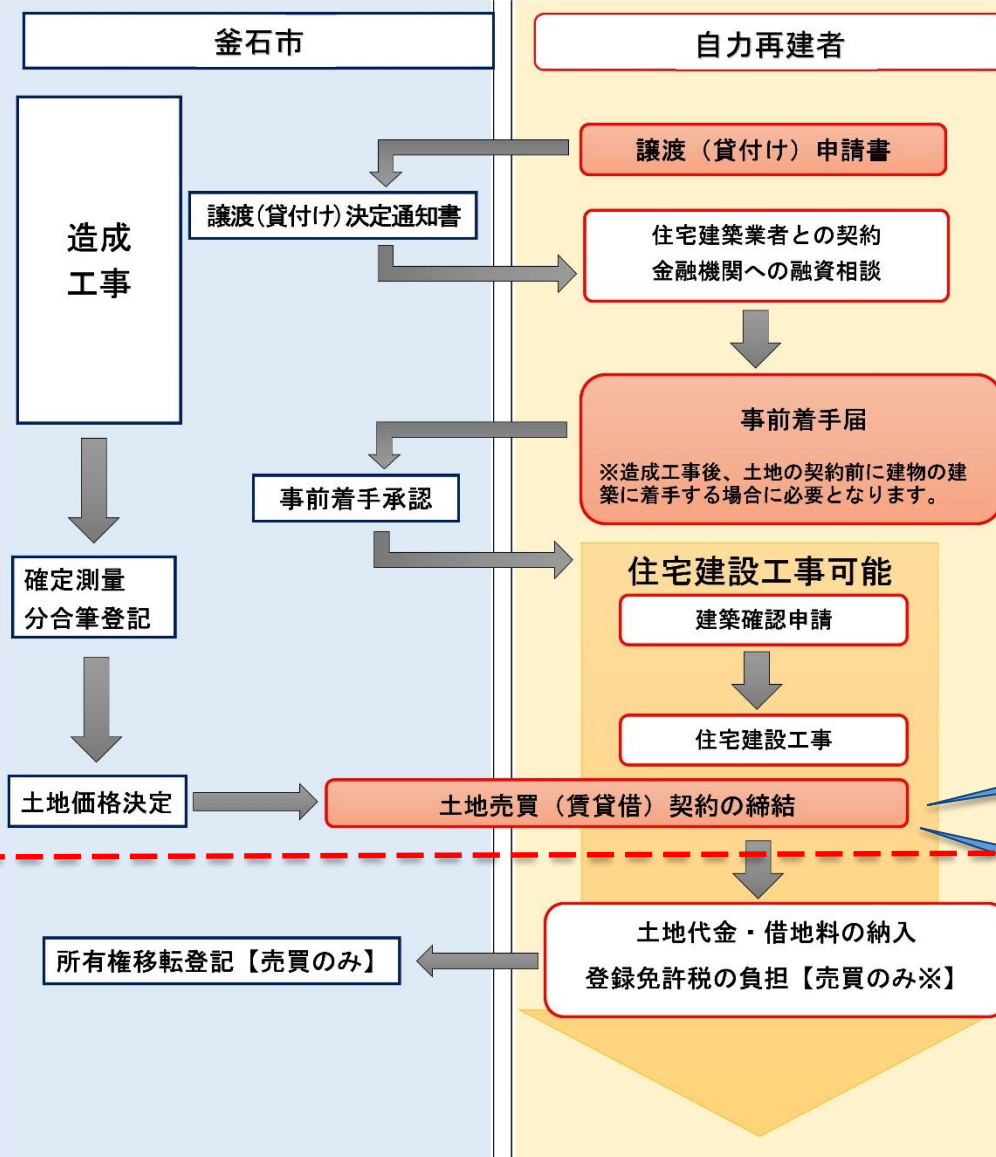 釜石市
自力再建者
造成
工事
譲渡（貸付け）申請書
譲渡（貸付け）決定通知書
住宅建築業者との契約
金融機関への融資相談
事前着手届
※造成工事後、土地の契約前に建物の建
築に着手する場合に必要となります。
事前着手承認
住宅建設工事可能
確定測量
分合筆登記
建築確認申請
住宅建設工事
土地価格決定
土地売買（賃貸借）契約の締結
土地代金・借地料の納入
登録免許税の負担【売買のみ※】
所有権移転登記【売買のみ】